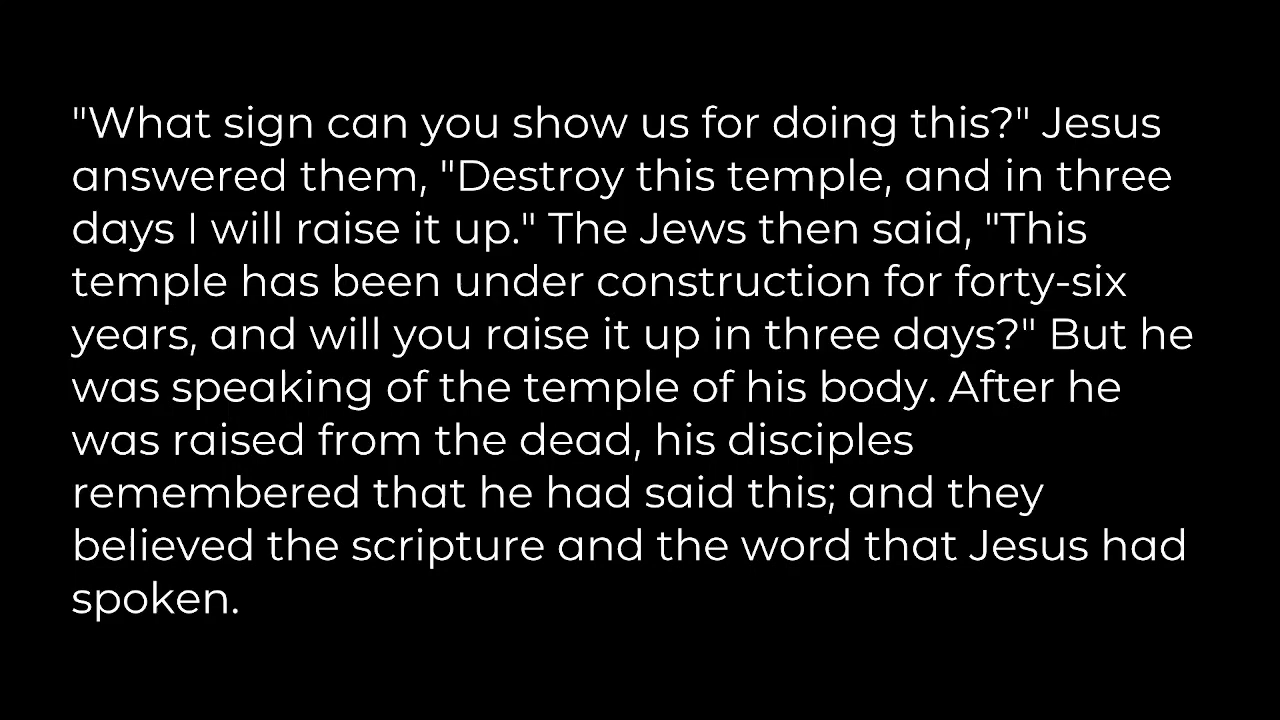 "What sign can you show us for doing this?" Jesus
answered them, "Destroy this temple, and in three
days I will raise it up." The Jews then said, "This
temple has been under construction for forty-six
years, and will you raise it up in three days?" But he
was speaking of the temple of his body. After he
was raised from the dead, his disciples
remembered that he had said this; and they
believed the scripture and the word that Jesus had
spoken.